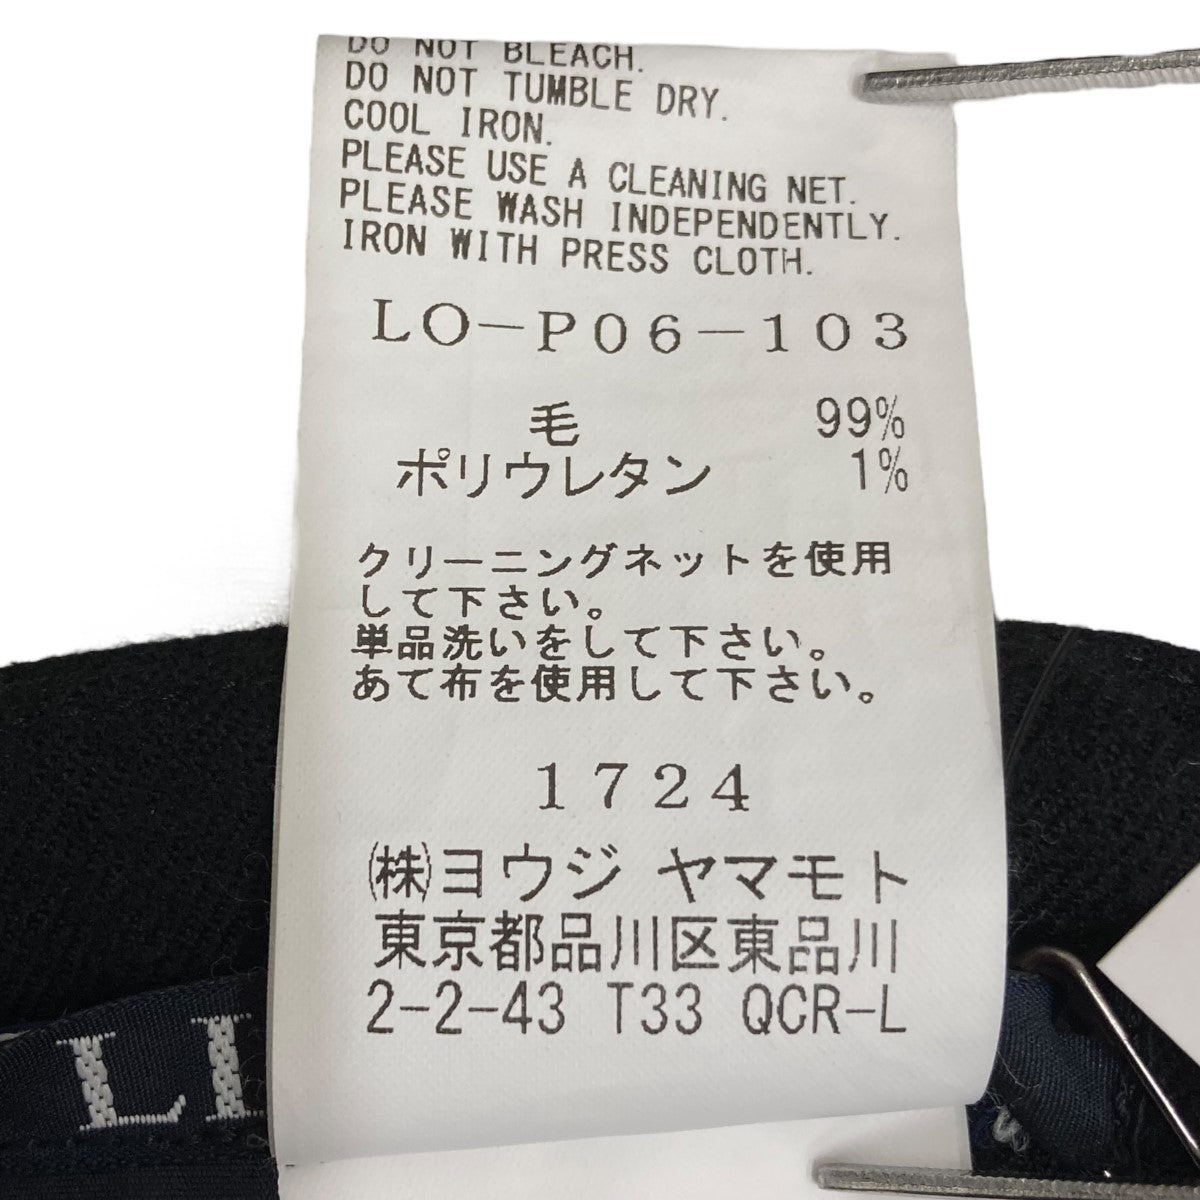 DO NOT BLEACH.
DO NOT TUMBLE DRY.
COOL IRON.
PLEASE USE A CLEANING NET.
PLEASE WASH INDEPENDENTLY.
IRON WITH PRESS CLOTH.
LO-P06-103
毛 99%
ポリウレタン 1%
クリーニングネットを使用
して下さい。
単品洗いをして下さい。
あて布を使用して下さい。
1724
㈱ヨウジ ヤマモト
東京都品川区東品川
2-2-43 T33 QCR-L